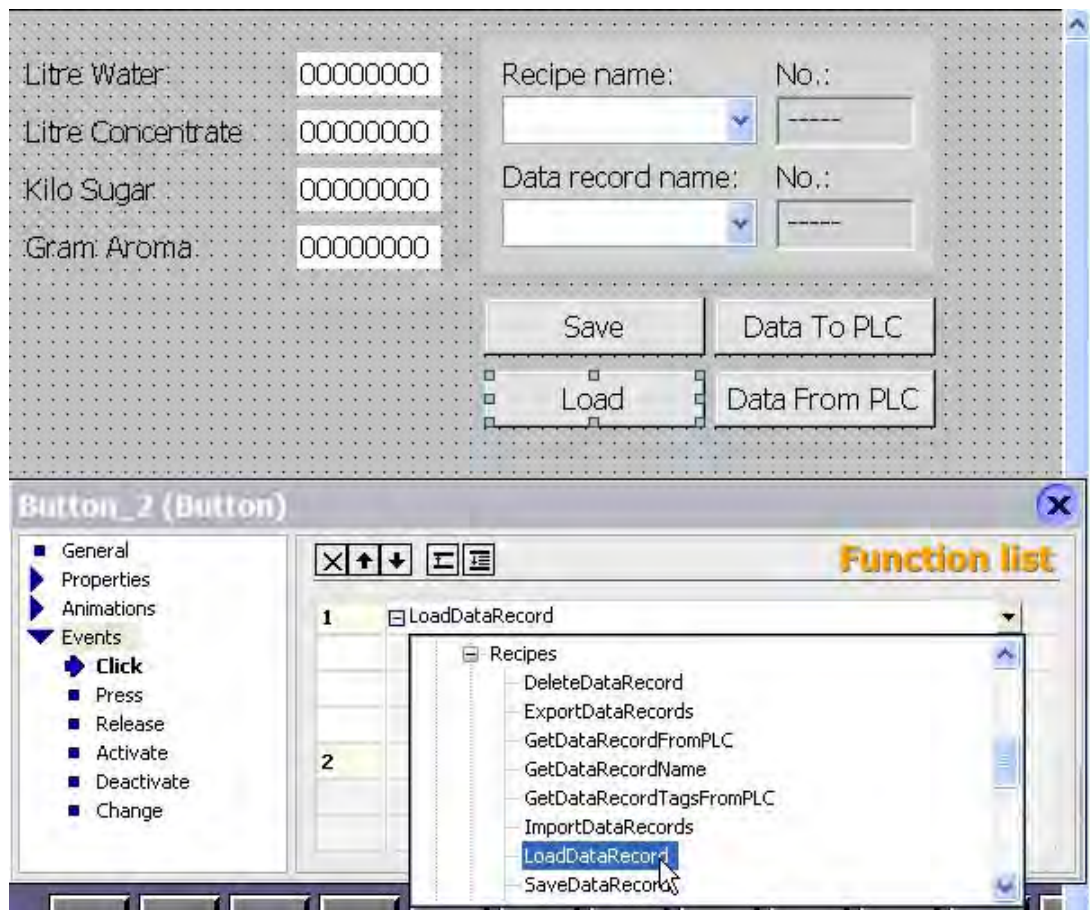 Litre Water:
00000000
Recipe name:
No.:
Litre Concentrate
00000000
-----
Kilo Sugar:
00000000
Data record name:
No.:
Gram Aroma:
00000000
-----
Save
Data To PLC
Load
Data From PLC
Button_2 (Button)
General
Properties
Animations
Events
Click
Press
Release
Activate
Deactivate
Change
Function list
1
LoadDataRecord
Recipes
DeleteDataRecord
ExportDataRecords
GetDataRecordFromPLC
2
GetDataRecordName
GetDataRecordTagsFromPLC
ImportDataRecords
LoadDataRecord
SaveDataRecord